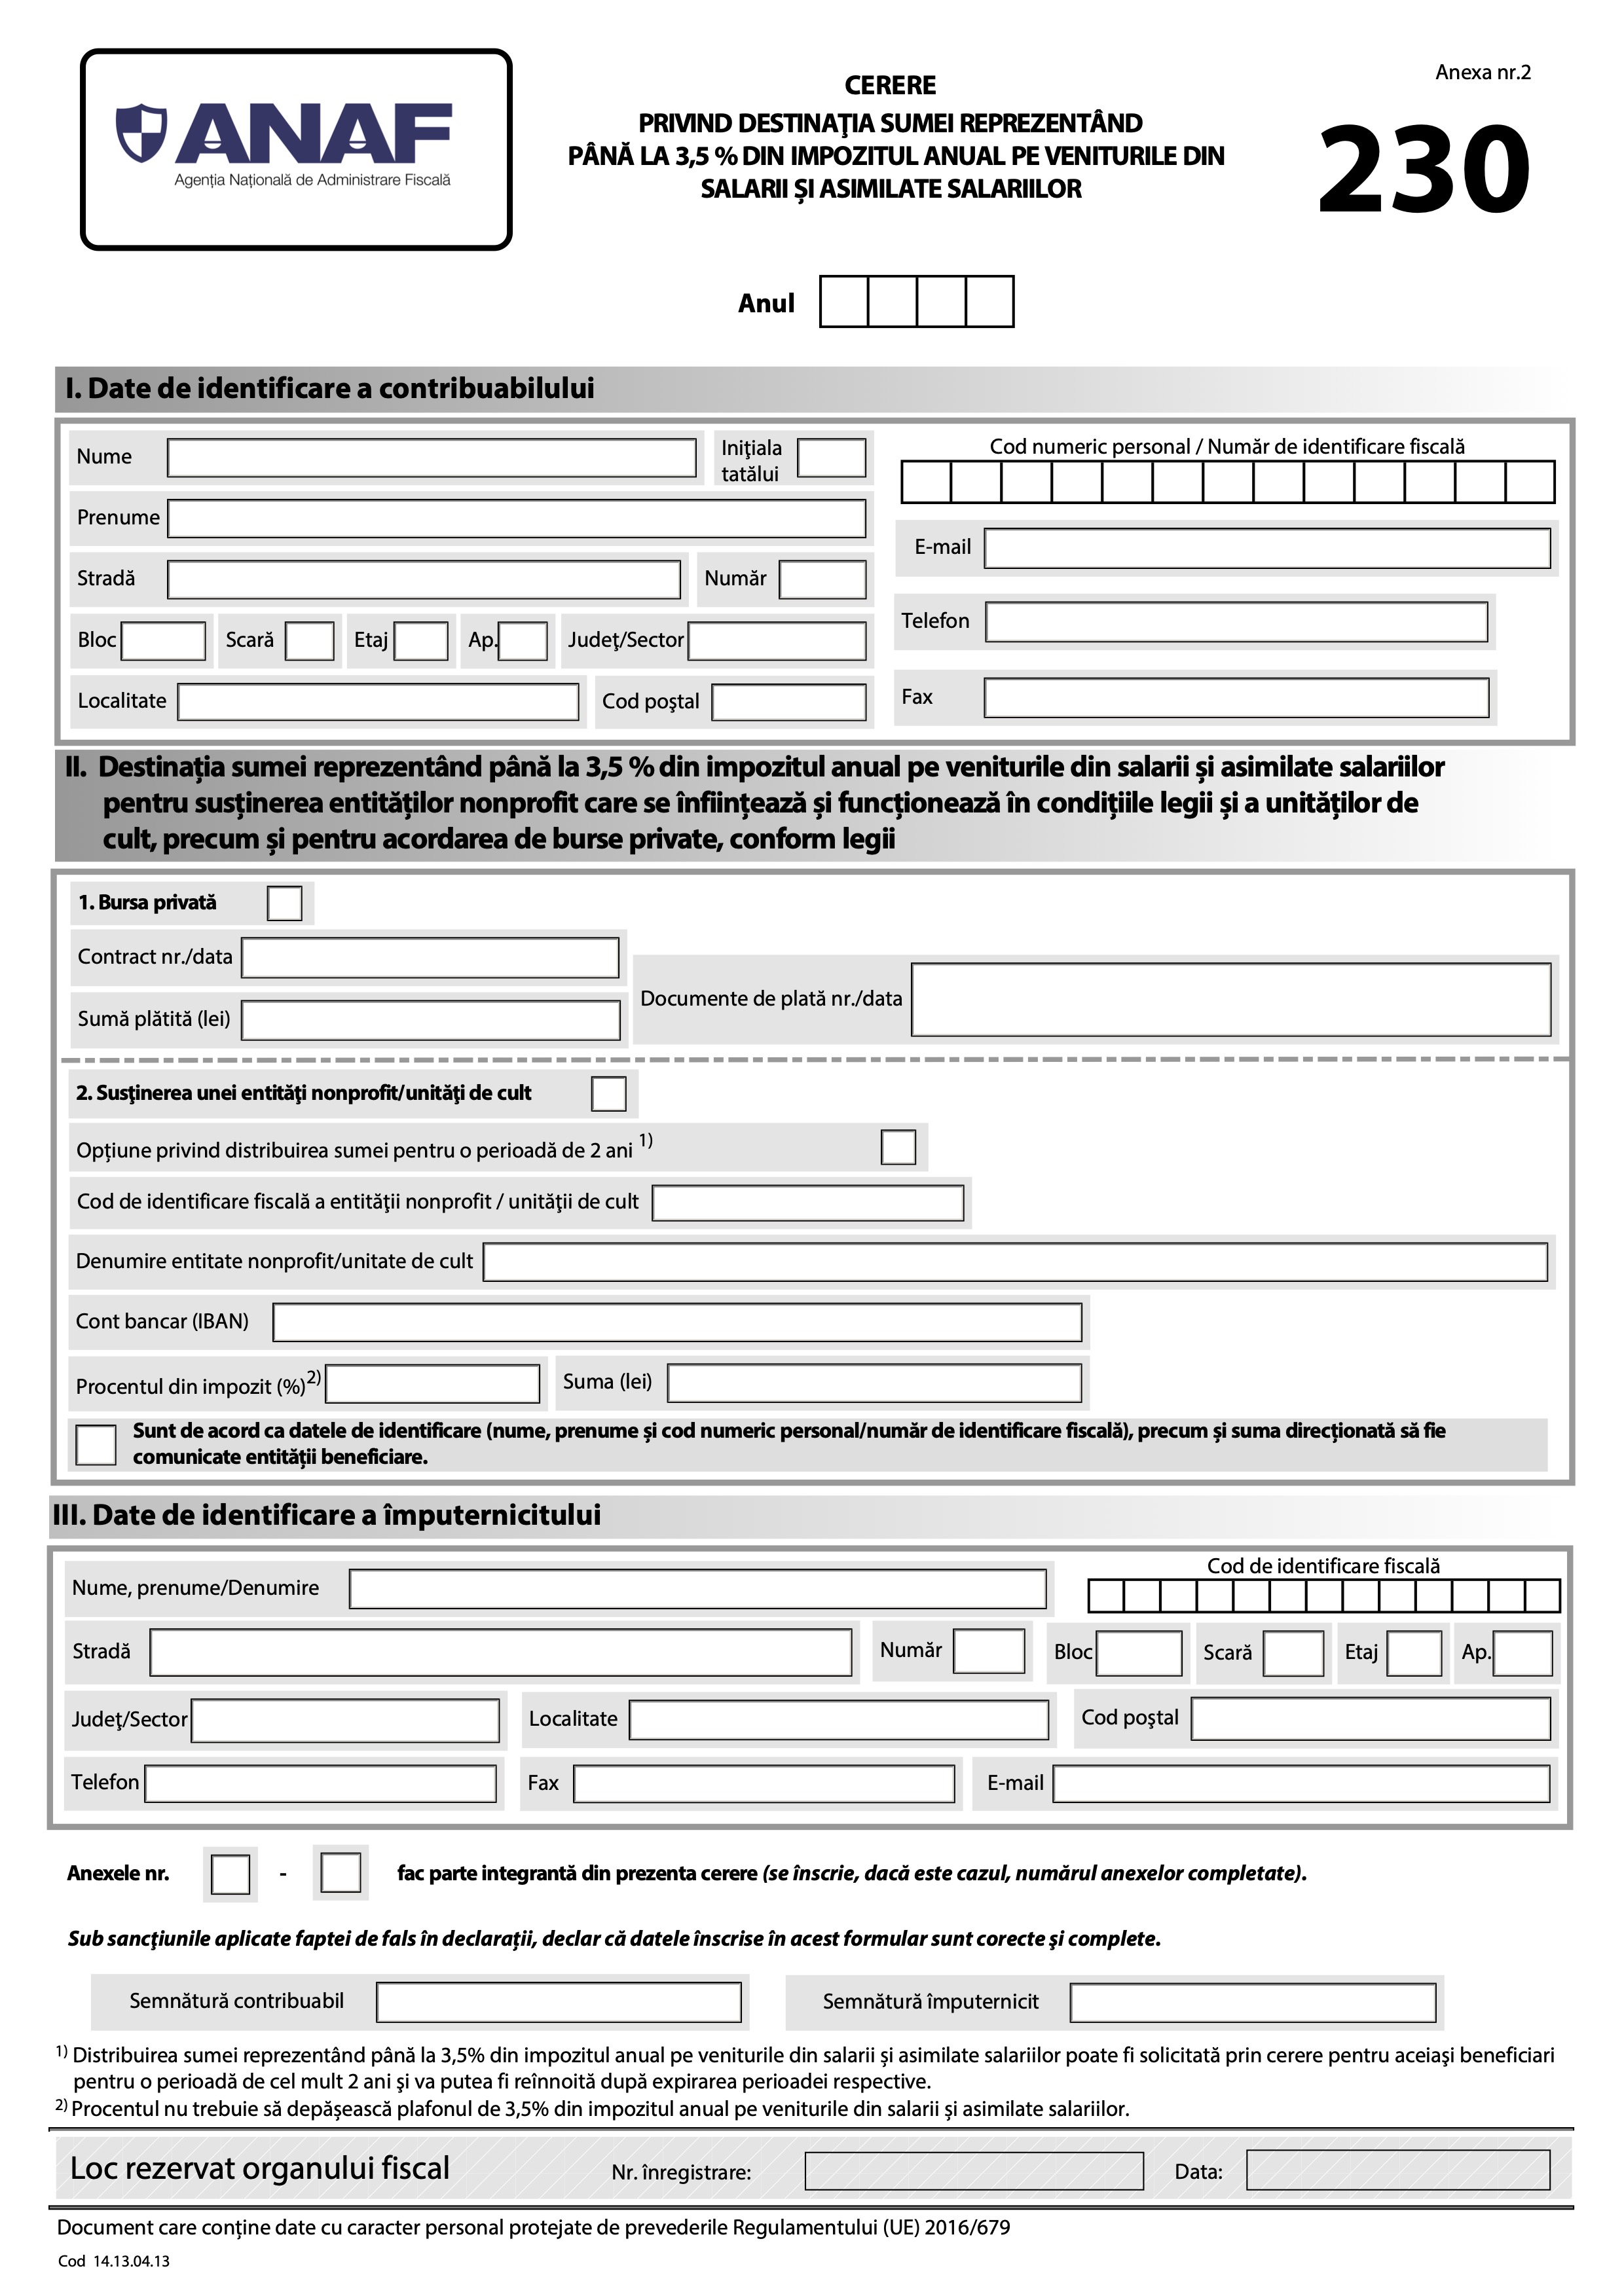 ANAF
Agenția Națională de Administrare Fiscală
CERERE
PRIVIND DESTINAŢIA SUMEI REPREZENTÂND
PÂNĂ LA 3,5 % DIN IMPOZITUL ANUAL PE VENITURILE DIN
SALARII ȘI ASIMILATE SALARIILOR
Anexa nr.2
230
Anul
I. Date de identificare a contribuabilului
Nume
Iniţiala
tatălui
Cod numeric personal / Număr de identificare fiscală
Prenume
E-mail
Stradă
Număr
Telefon
Bloc
Scară
Etaj
Ap.
Judeţ/Sector
Localitate
Cod poştal
Fax
II. Destinația sumei reprezentând până la 3,5 % din impozitul anual pe veniturile din salarii și asimilate salariilor
pentru susținerea entităților nonprofit care se înființează și funcționează în condițiile legii și a unităților de
cult, precum și pentru acordarea de burse private, conform legii
1. Bursa privată
Contract nr./data
Documente de plată nr./data
Sumă plătită (lei)
2. Susţinerea unei entităţi nonprofit/unităţi de cult
Opțiune privind distribuirea sumei pentru o perioadă de 2 ani 1)
Cod de identificare fiscală a entităţii nonprofit / unităţii de cult
Denumire entitate nonprofit/unitate de cult
Cont bancar (IBAN)
Procentul din impozit (%)2)
Suma (lei)
Sunt de acord ca datele de identificare (nume, prenume și cod numeric personal/număr de identificare fiscală), precum și suma direcționată să fie
comunicate entității beneficiare.
III. Date de identificare a împuternicitului
Nume, prenume/Denumire
Cod de identificare fiscală
Stradă
Număr
Bloc
Scară
Etaj
Ap.
Judeţ/Sector
Localitate
Cod poştal
Telefon
Fax
E-mail
Anexele nr.
-
fac parte integrantă din prezenta cerere (se înscrie, dacă este cazul, numărul anexelor completate).
Sub sancţiunile aplicate faptei de fals în declarații, declar că datele înscrise în acest formular sunt corecte şi complete.
Semnătură contribuabil
Semnătură împuternicit
1) Distribuirea sumei reprezentând până la 3,5% din impozitul anual pe veniturile din salarii și asimilate salariilor poate fi solicitată prin cerere pentru aceiaşi beneficiari
pentru o perioadă de cel mult 2 ani şi va putea fi reînnoită după expirarea perioadei respective.
2) Procentul nu trebuie să depășească plafonul de 3,5% din impozitul anual pe veniturile din salarii și asimilate salariilor.
Loc rezervat organului fiscal
Nr. înregistrare:
Data:
Document care conține date cu caracter personal protejate de prevederile Regulamentului (UE) 2016/679
Cod 14.13.04.13